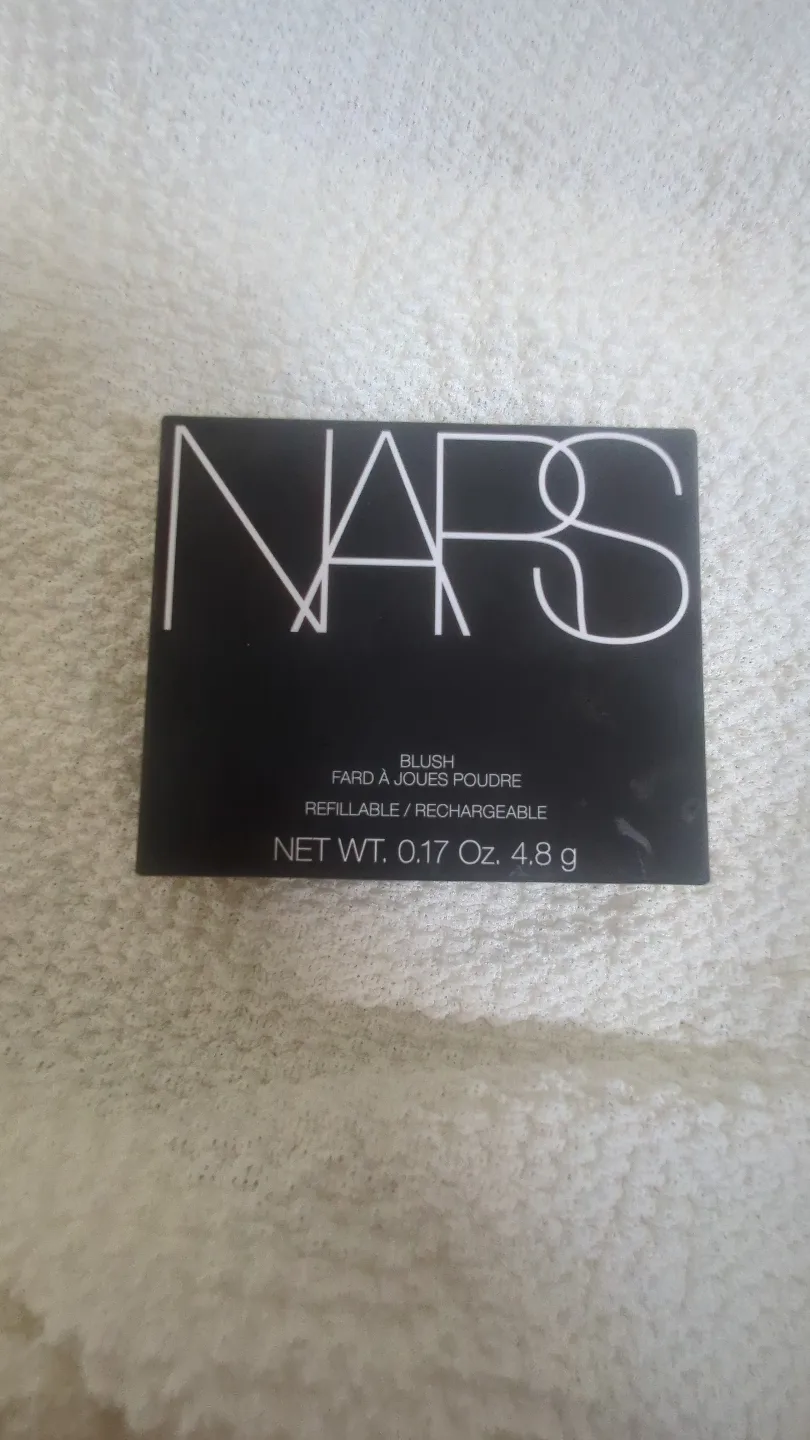 NARS
BLUSH
FARD À JOUES POUDRE
REFILLABLE / RECHARGEABLE
NET WT. 0.17 Oz. 4.8 g